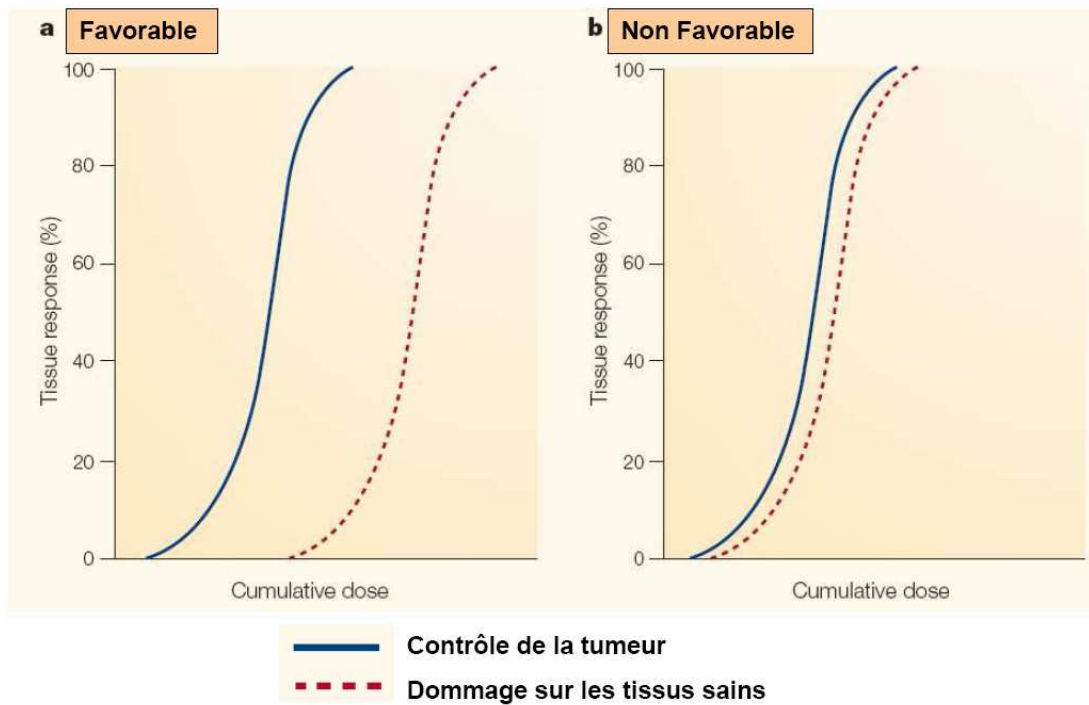 a Favorable
100
80
60
40
20
0
Tissue response (%)
Cumulative dose
b Non Favorable
100
80
60
40
20
0
Tissue response (%)
Cumulative dose
Contrôle de la tumeur
Dommage sur les tissus sains